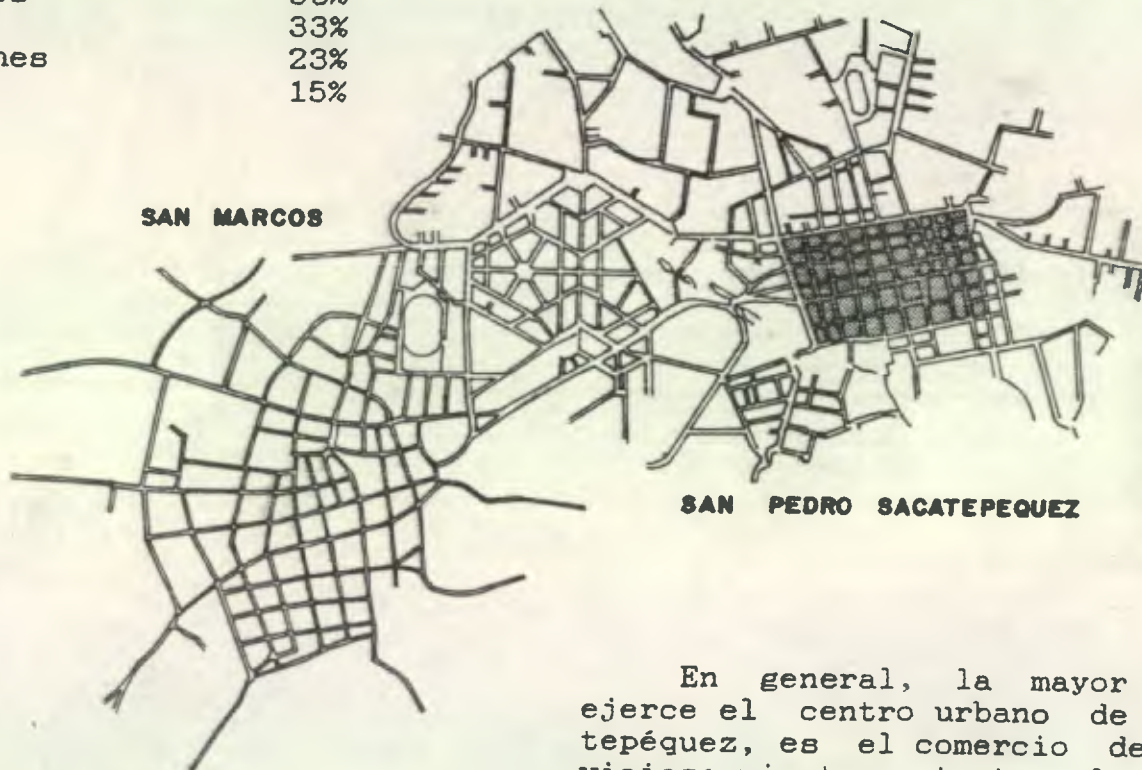 33%
nes 23%
15%
SAN MARCOS
SAN PEDRO SACATEPEQUEZ
En general, la mayor
ejerce el centro urbano de
tepéquez, es el comercio de